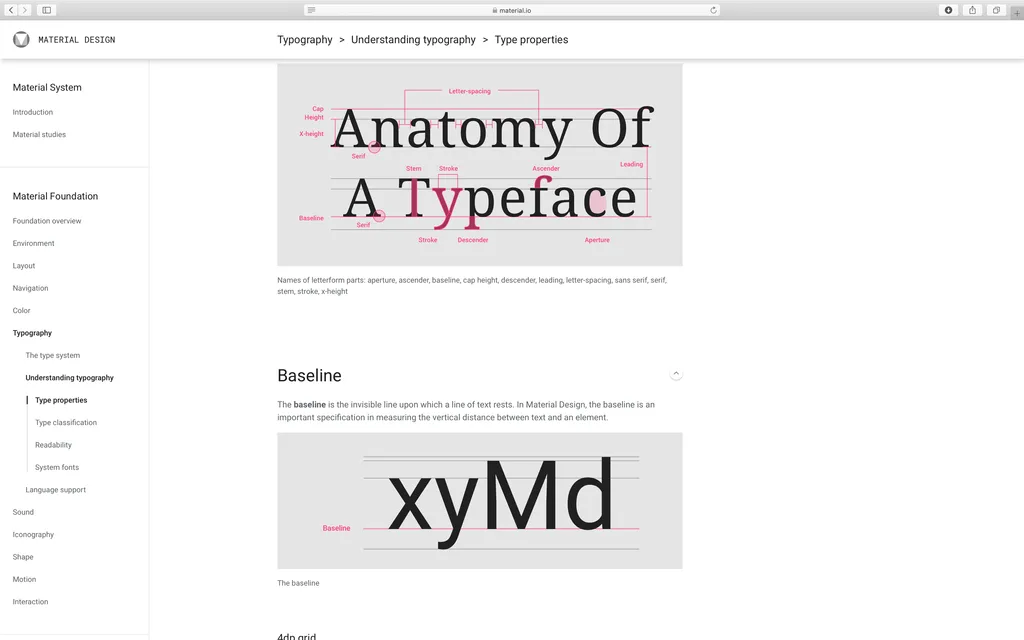 material.io
MATERIAL DESIGN
Typography > Understanding typography > Type properties
Material System
Introduction
Material studies
Material Foundation
Foundation overview
Environment
Layout
Navigation
Color
Typography
The type system
Understanding typography
Type properties
Type classification
Readability
System fonts
Language support
Sound
Iconography
Shape
Motion
Interaction
Letter-spacing
Cap
Height
X-height
Anatomy Of
Serif
Leading
Stem
Stroke
Ascender
A Typeface
Baseline
Serif
Stroke
Descender
Aperture
Names of letterform parts: aperture, ascender, baseline, cap height, descender, leading, letter-spacing, sans serif, serif,
stem, stroke, x-height
Baseline
The baseline is the invisible line upon which a line of text rests. In Material Design, the baseline is an
important specification in measuring the vertical distance between text and an element.
xyMd
Baseline
The baseline
4dp grid